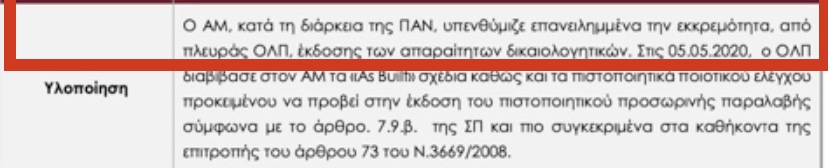 Ο ΑΜ, κατά τη διάρκεια της ΠΑΝ, υπενθύμιζε επανειλημμένα την εκκρεμότητα, από
πλευράς ΟΛΠ, έκδοσης των απαραίτητων δικαιολογητικών. Στις 05.05.2020, ο ΟΛΠ
διαβίβασε στον ΑΜ τα «As Built» σχέδια καθώς και τα πιστοποιητικά ποιοτικού ελέγχου
Υλοποίηση
προκειμένου να προβεί στην έκδοση του πιστοποιητικού προσωρινής παραλαβής
σύμφωνα με το άρθρο. 7.9.β. της ΣΠ και πιο συγκεκριμένα στα καθήκοντα της
επιτροπής του άρθρου 73 του Ν.3669/2008.